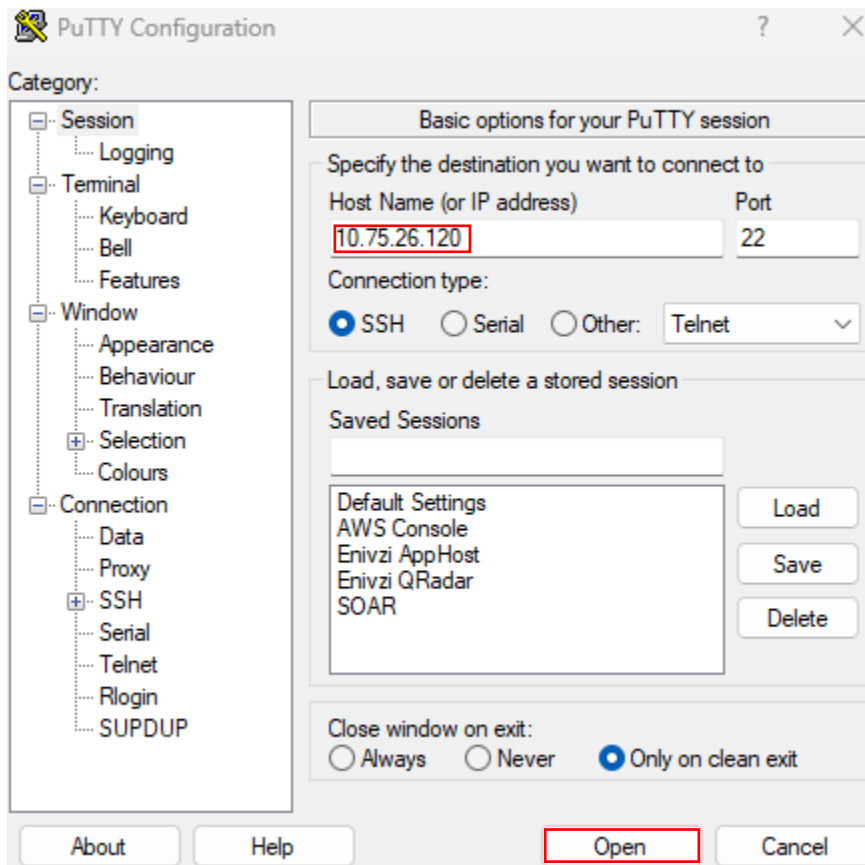 PuTTY Configuration
?
Category:
Session
Logging
Terminal
Keyboard
Bell
Features
Window
Appearance
Behaviour
Translation
Selection
Colours
Connection
Data
Proxy
SSH
Serial
Telnet
Rlogin
SUPDUP
Basic options for your PuTTY session
Specify the destination you want to connect to
Host Name (or IP address) Port
10.75.26.120 22
Connection type:
SSH Serial Other: Telnet
Load, save or delete a stored session
Saved Sessions
Default Settings
AWS Console
Enivzi AppHost
Enivzi QRadar
SOAR
Load
Save
Delete
Close window on exit:
Always Never Only on clean exit
About Help Open Cancel